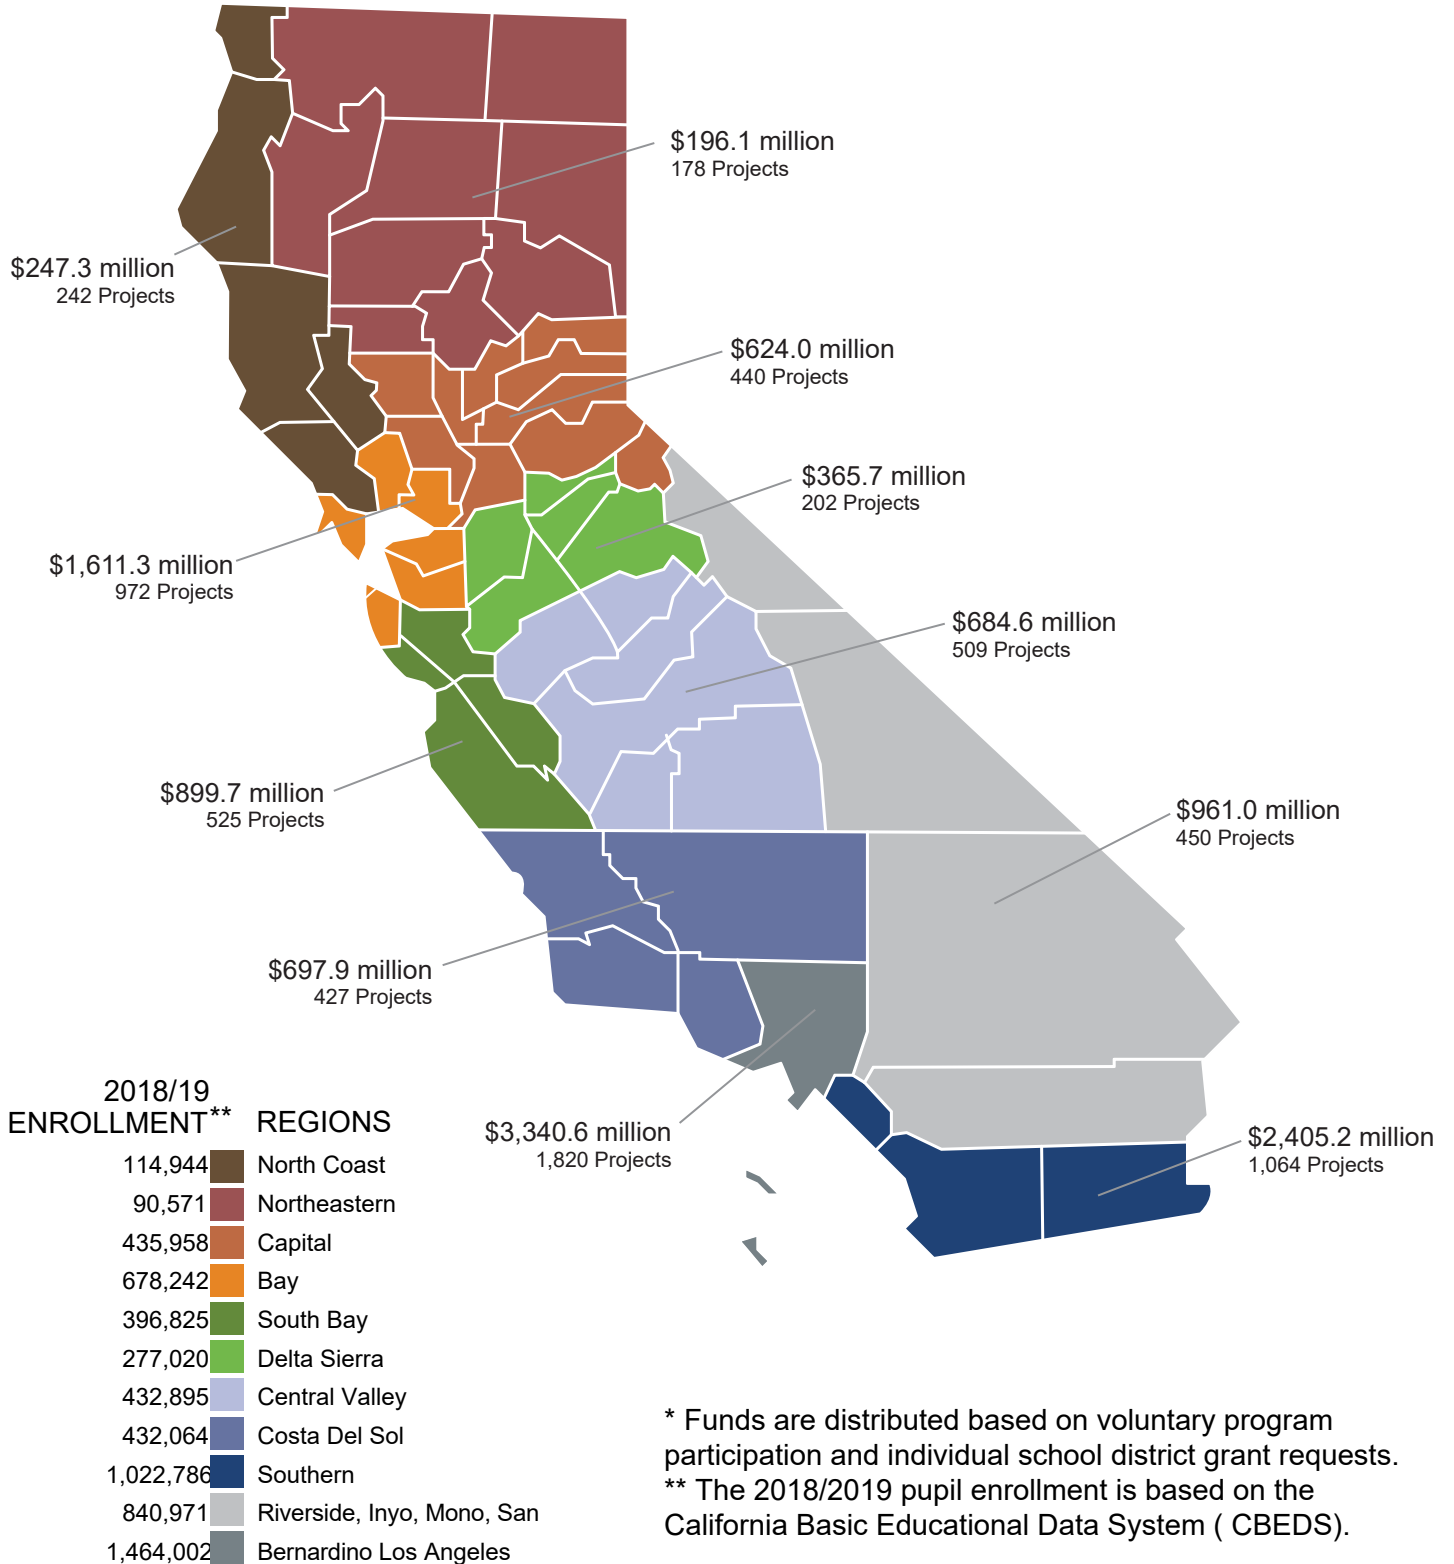 $196.1 million
178 Projects
$247.3 million
242 Projects
$624.0 million
440 Projects
$365.7 million
202 Projects
$1,611.3 million
972 Projects
$684.6 million
509 Projects
$899.7 million
525 Projects
$961.0 million
450 Projects
$697.9 million
427 Projects
$3,340.6 million
1,820 Projects
$2,405.2 million
1,064 Projects
2018/19
ENROLLMENT** REGIONS
114,944 North Coast
90,571 Northeastern
435,958 Capital
678,242 Bay
396,825 South Bay
277,020 Delta Sierra
432,895 Central Valley
432,064 Costa Del Sol
1,022,786 Southern
840,971 Riverside, Inyo, Mono, San
1,464,002 Bernardino Los Angeles
* Funds are distributed based on voluntary program
participation and individual school district grant requests.
** The 2018/2019 pupil enrollment is based on the
California Basic Educational Data System ( CBEDS).